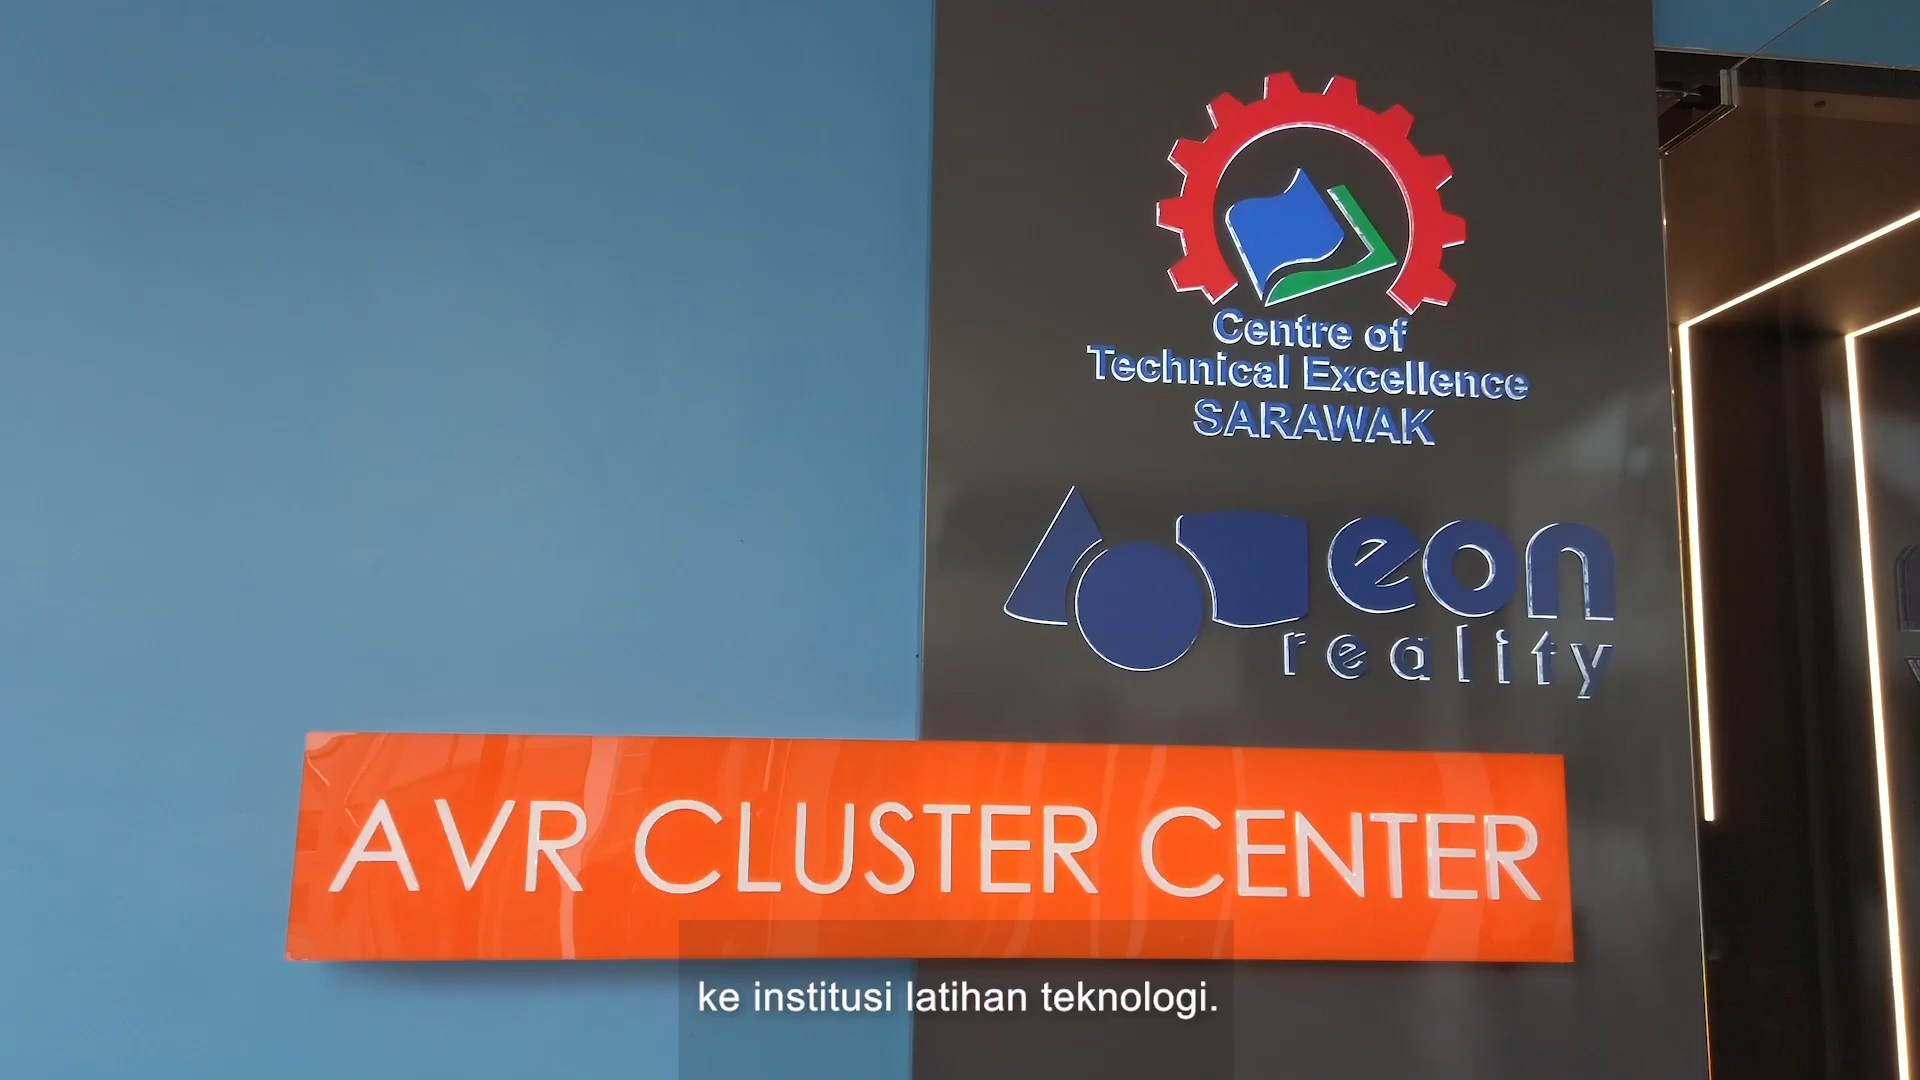 Centre of
Technical Excellence
SARAWAK
eon
reality
AVR CLUSTER CENTER
ke institusi latihan teknologi.